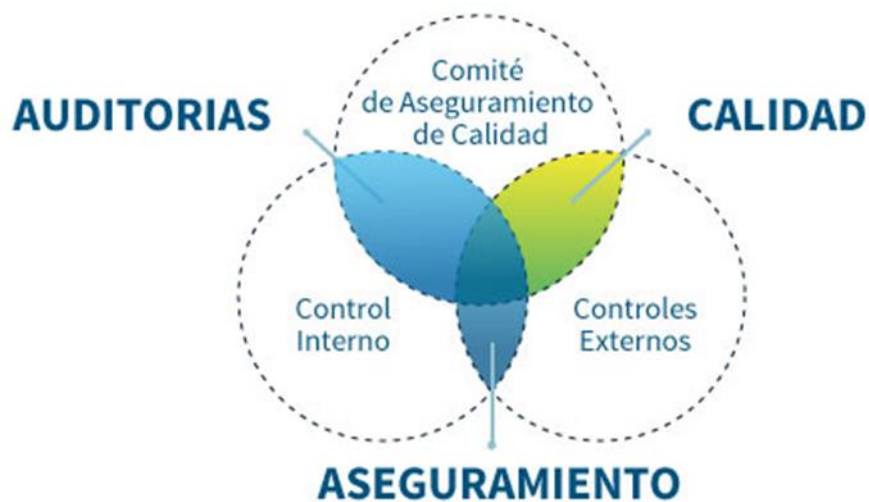 Comité
de Aseguramiento
de Calidad
AUDITORIAS
CALIDAD
Control
Interno
Controles
Externos
ASEGURAMIENTO